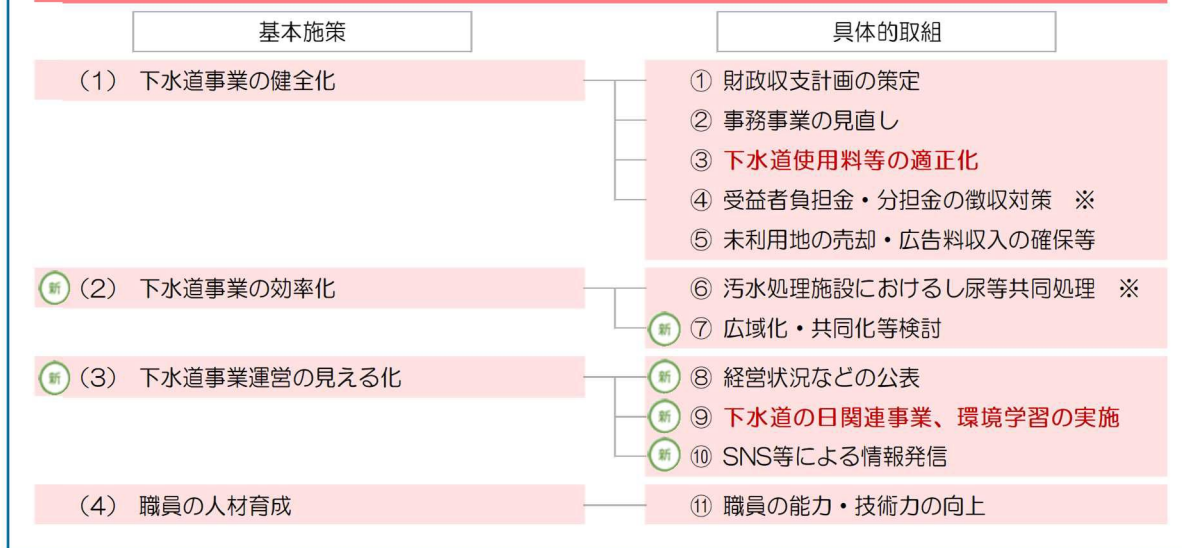 基本施策
具体的取組
（1） 下水道事業の健全化
① 財政収支計画の策定
② 事務事業の見直し
③ 下水道使用料等の適正化
④ 受益者負担金・分担金の徴収対策 ※
⑤ 未利用地の売却・広告料収入の確保等
新 （2） 下水道事業の効率化
⑥ 汚水処理施設におけるし尿等共同処理 ※
新 ⑦ 広域化・共同化等検討
新 （3） 下水道事業運営の見える化
新 ⑧ 経営状況などの公表
新 ⑨ 下水道の日関連事業、環境学習の実施
新 ⑩ SNS等による情報発信
（4） 職員の人材育成
⑪ 職員の能力・技術力の向上